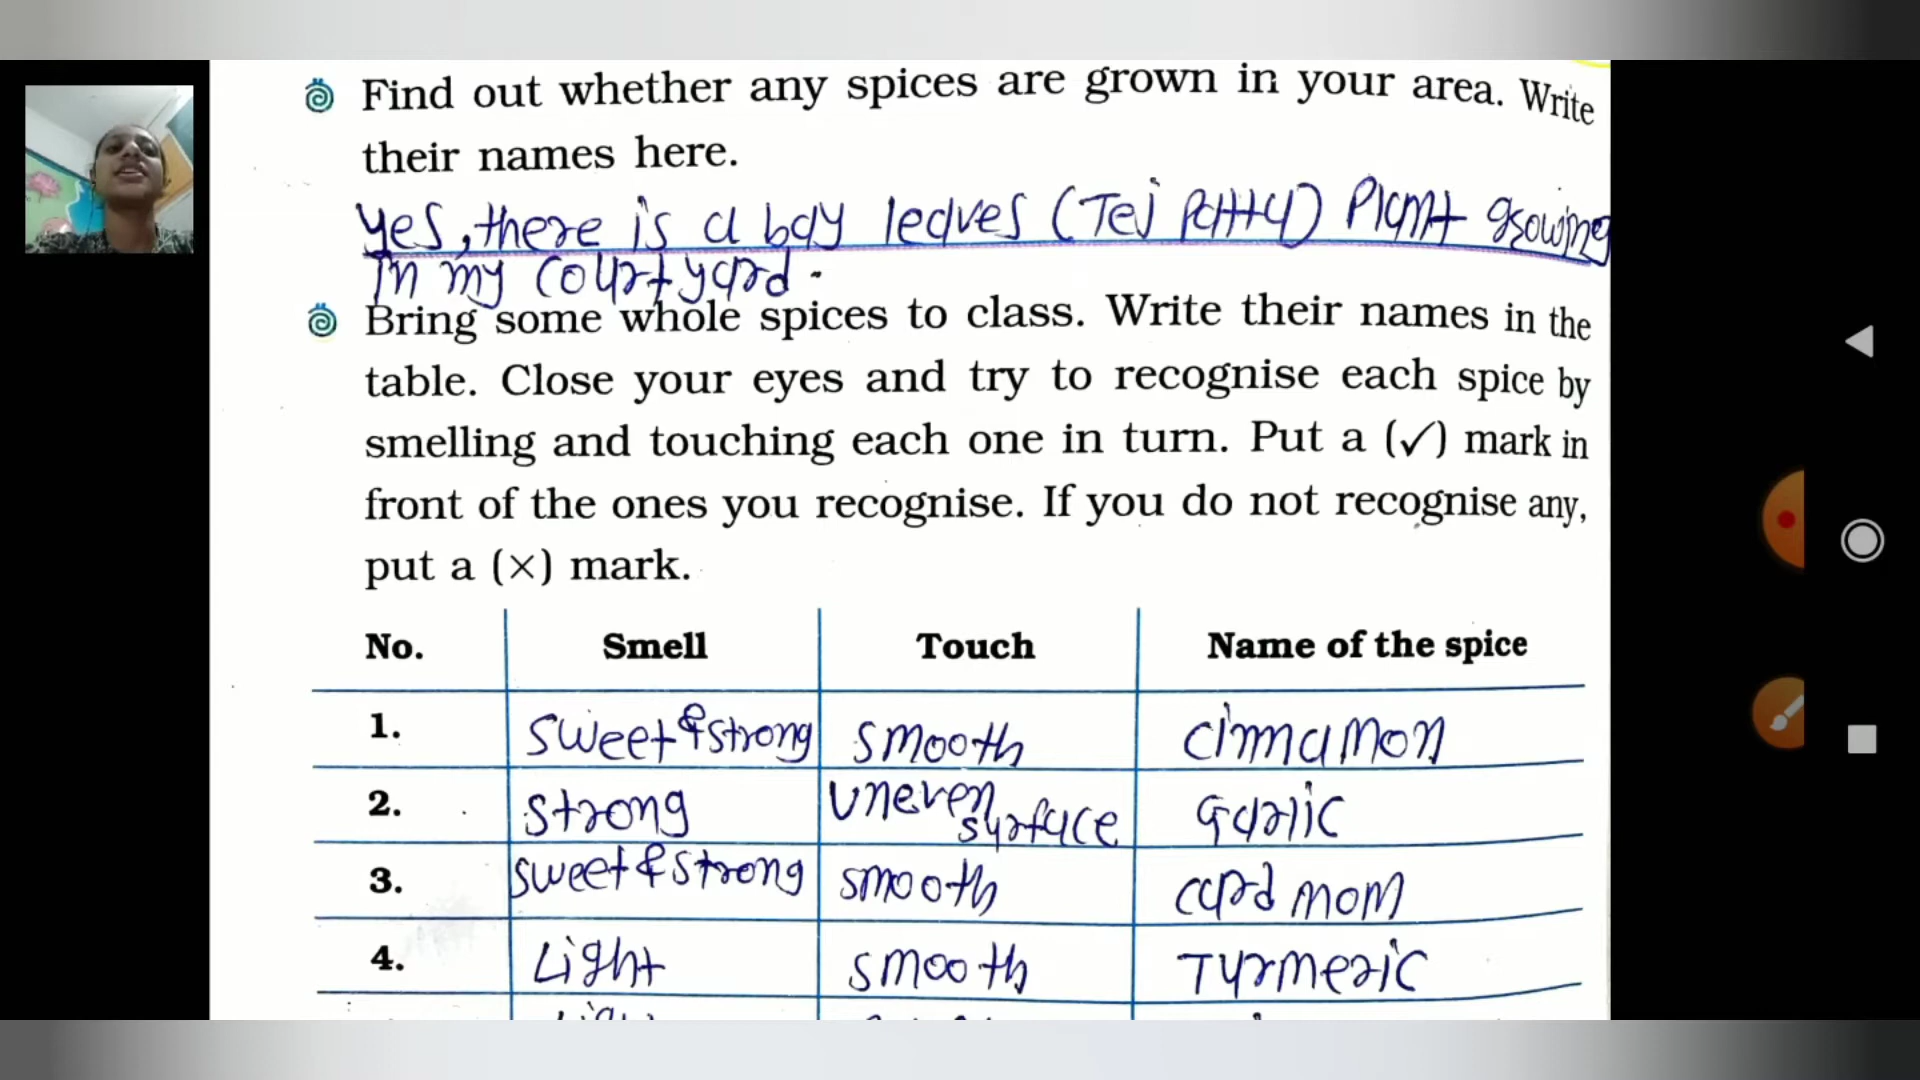 Find out whether any spices are grown in your area. Write
their names here.
Yes, there is a bay leaves (Tej patta) Plant growing
in my courtyard.
Bring some whole spices to class. Write their names in the
table. Close your eyes and try to recognise each spice by
smelling and touching each one in turn. Put a (✓) mark in
front of the ones you recognise. If you do not recognise any,
put a (×) mark.
No. Smell Touch Name of the spice
1. Sweet & strong smooth cinnamon
2. strong uneven surface Garlic
3. sweet & strong smooth cardmom
4. Light smooth Turmeric